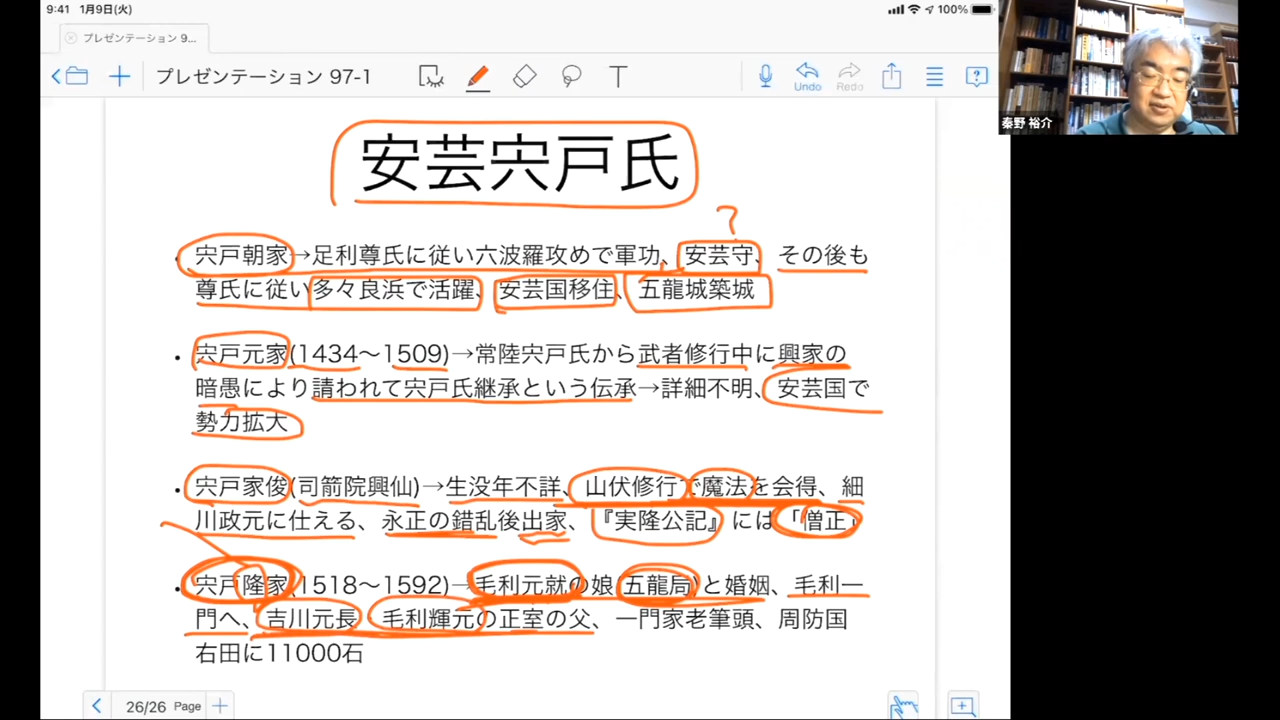 9:41 1月9日(火)
100%
プレゼンテーション 9...
プレゼンテーション 97-1
T
Undo
Redo
秦野 裕介
安芸宍戸氏
?
・宍戸朝家→足利尊氏に従い六波羅攻めで軍功、安芸守、その後も
尊氏に従い多々良浜で活躍、安芸国移住、五龍城築城
・宍戸元家(1434〜1509)→常陸宍戸氏から武者修行中に興家の
暗愚により請われて宍戸氏継承という伝承→詳細不明、安芸国で
勢力拡大
・宍戸家俊(司箭院興仙)→生没年不詳、山伏修行で魔法を会得、細
川政元に仕える、永正の錯乱後出家、『実隆公記』には「僧正」
・宍戸隆家(1518〜1592)→毛利元就の娘(五龍局)と婚姻、毛利一
門へ、吉川元長、毛利輝元の正室の父、一門家老筆頭、周防国
右田に11000石
26/26 Page